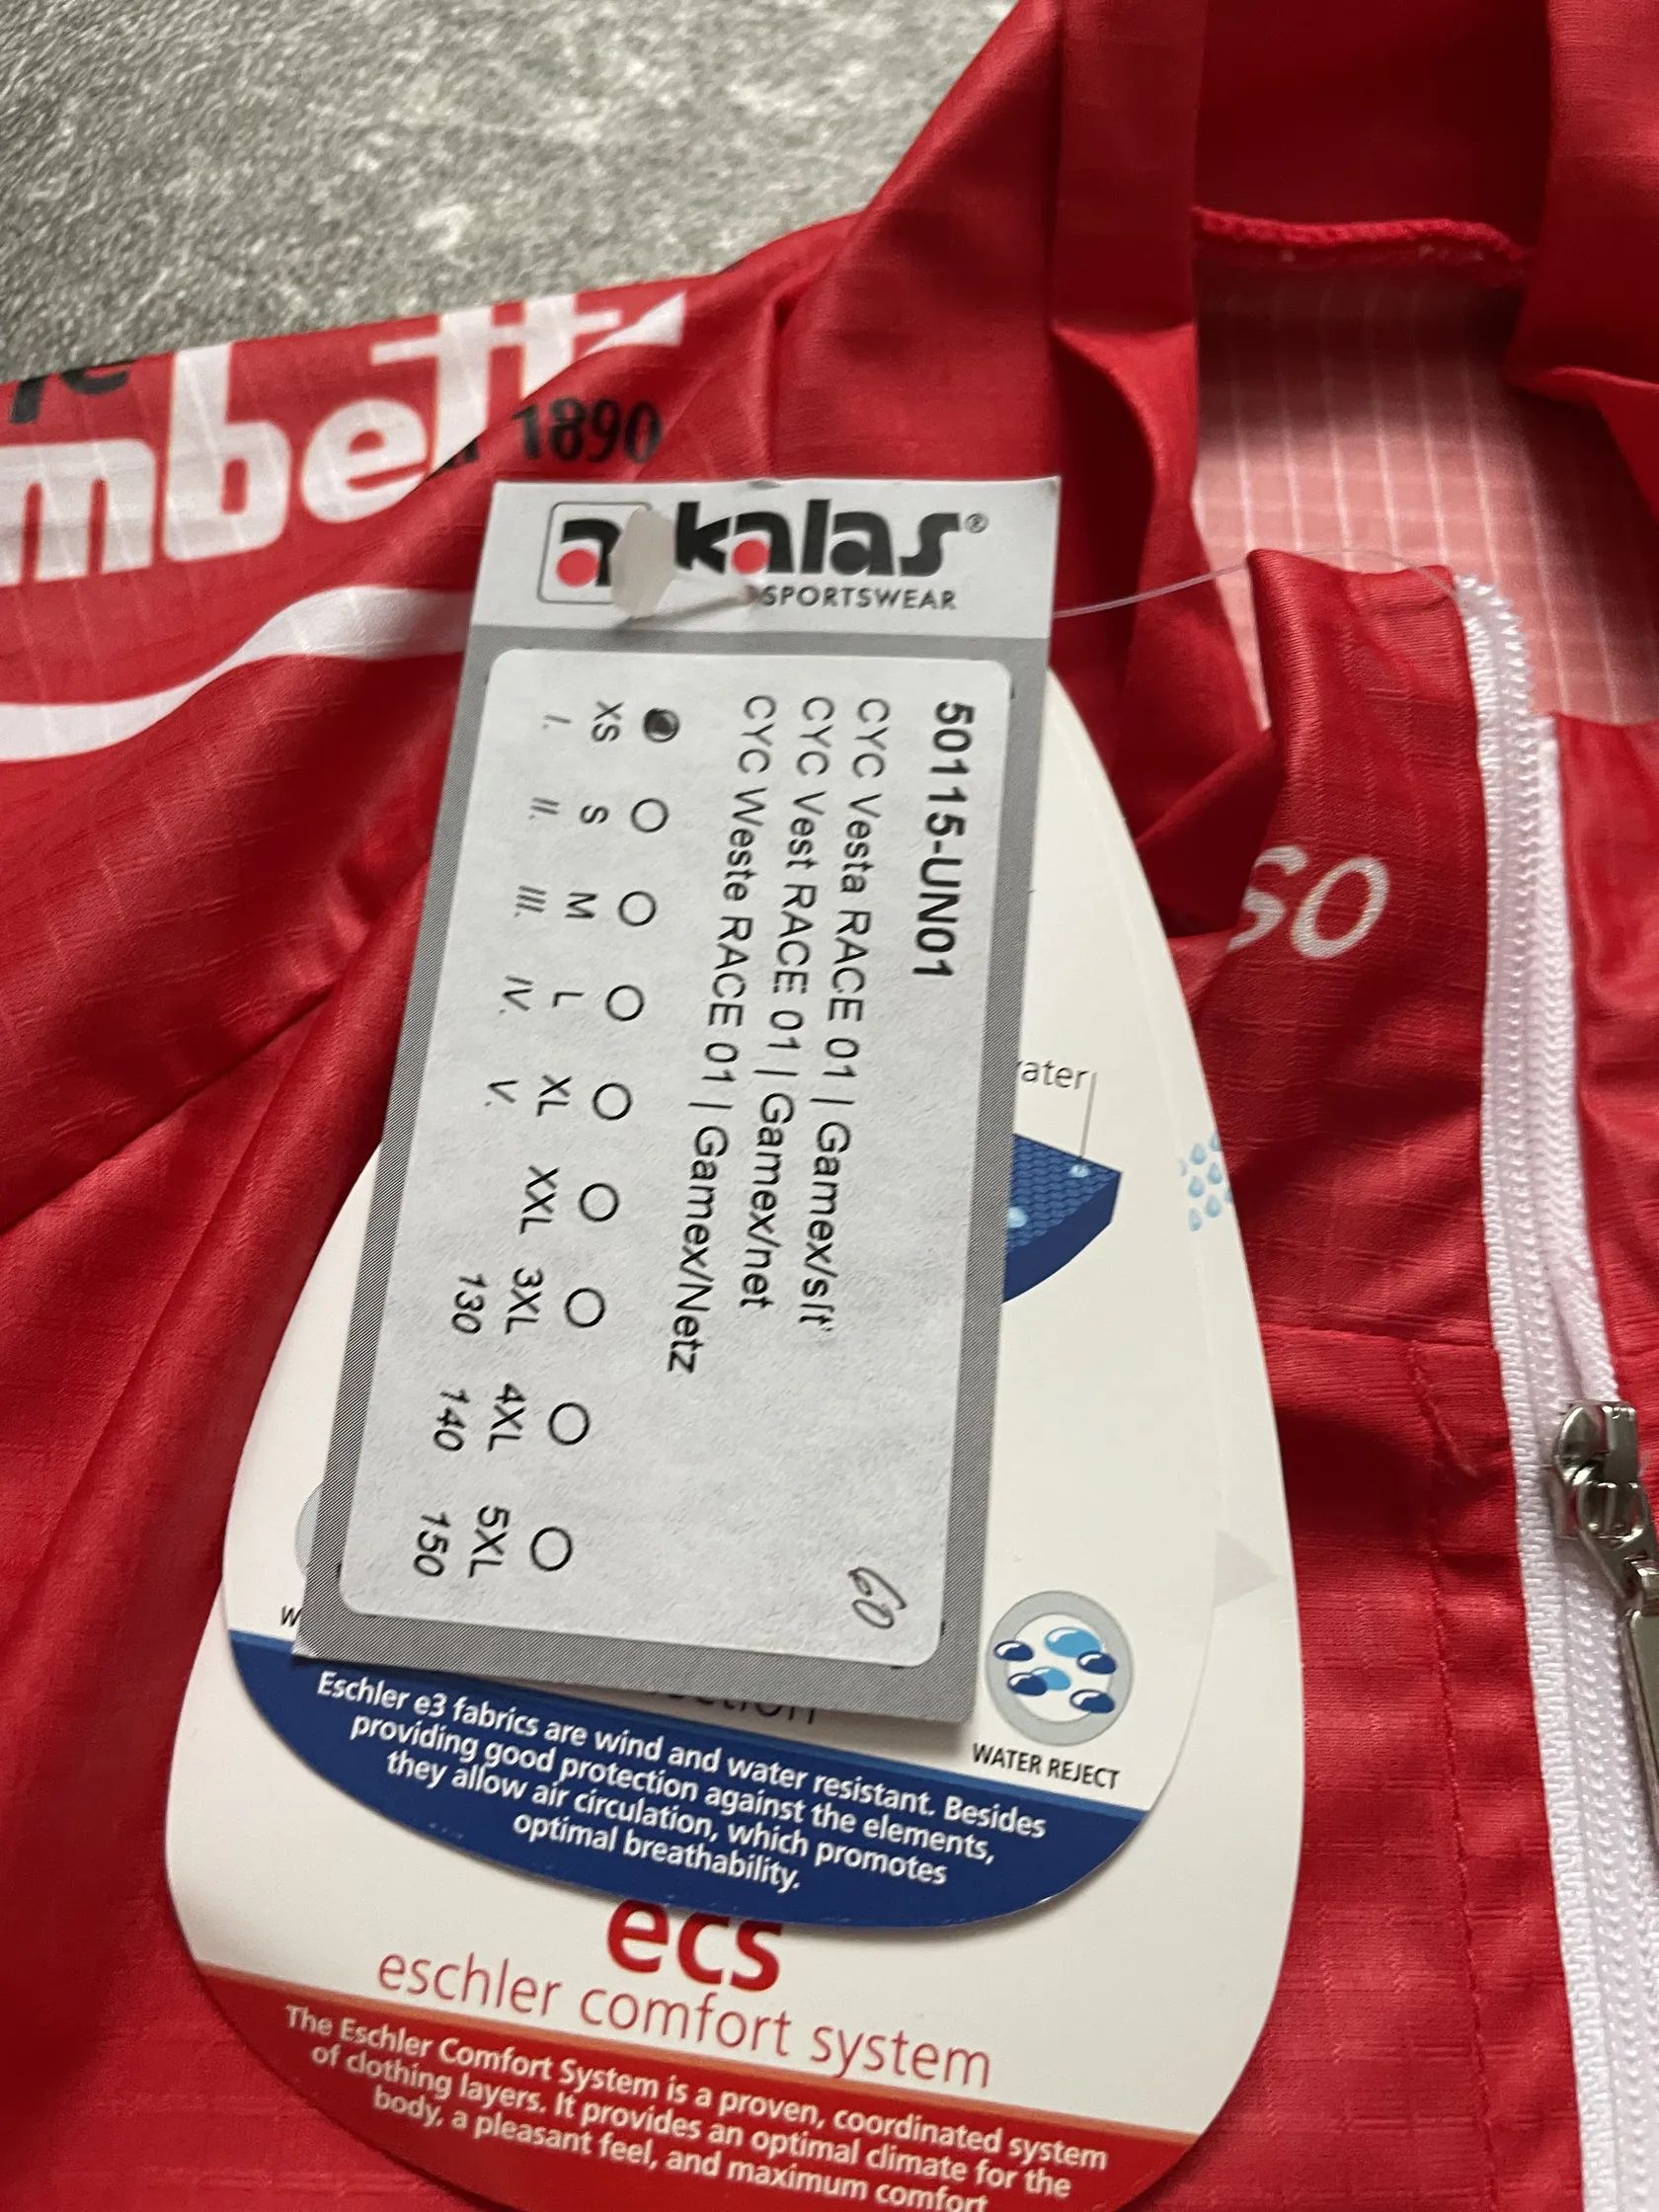 mbett
1890
kalas®
SPORTSWEAR
50115-UN01
CYC Vesta RACE 01 | Gamex/síť
CYC Vest RACE 01 | Gamex/net
CYC Weste RACE 01 | Gamex/Netz
XS S M L XL XXL 3XL 4XL 5XL
I. II. III. IV. V. 130 140 150
60
so
ater
WATER REJECT
Eschler e3 fabrics are wind and water resistant. Besides
providing good protection against the elements,
they allow air circulation, which promotes
optimal breathability.
ecs
eschler comfort system
The Eschler Comfort System is a proven, coordinated system
of clothing layers. It provides an optimal climate for the
body, a pleasant feel, and maximum comfort